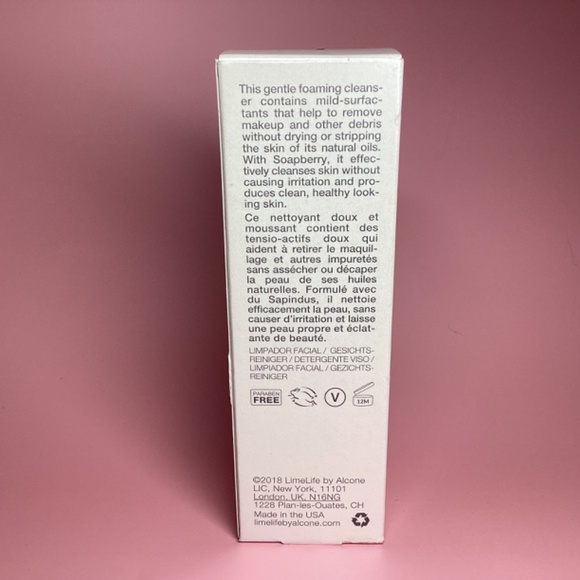 This gentle foaming cleans-
er contains mild-surfac-
tants that help to remove
makeup and other debris
without drying or stripping
the skin of its natural oils.
With Soapberry, it effec-
tively cleanses skin without
causing irritation and pro-
duces clean, healthy look-
ing skin.
Ce nettoyant doux et
moussant contient des
tensio-actifs doux qui
aident à retirer le maquil-
lage et autres impuretés
sans assécher ou décaper
la peau de ses huiles
naturelles. Formulé avec
du Sapindus, il nettoie
efficacement la peau, sans
causer d'irritation et laisse
une peau propre et éclat-
ante de beauté.
LIMPADOR FACIAL / GESICHTS-
REINIGER / DETERGENTE VISO /
LIMPIADOR FACIAL / GEZICHTS-
REINIGER
PARABEN
FREE
V
12M
©2018 LimeLife by Alcone
LIC, New York, 11101
London, UK, N16NG
1228 Plan-les-Ouates, CH
Made in the USA
limelifebyalcone.com